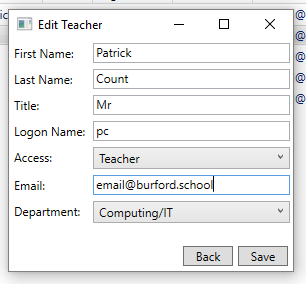 Edit Teacher
First Name: Patrick
Last Name: Count
Title: Mr
Logon Name: pc
Access: Teacher
Email: email@burford.school
Department: Computing/IT
Back Save